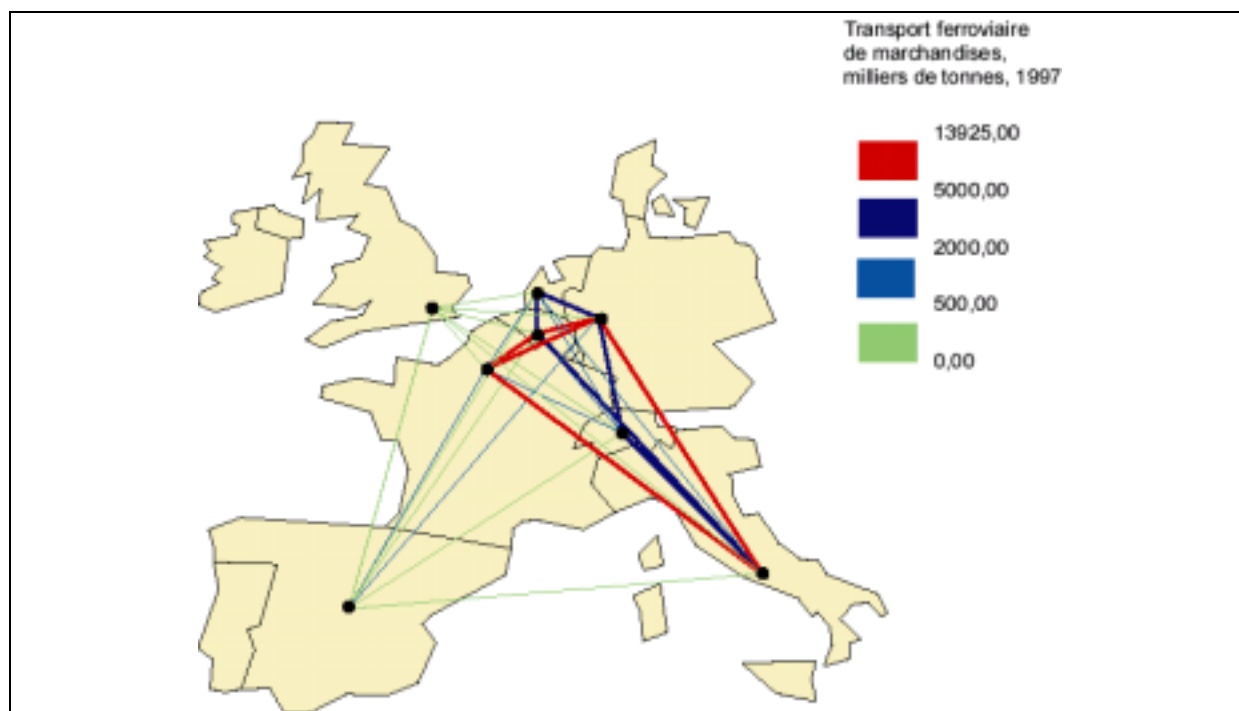 Transport ferroviaire
de marchandises,
milliers de tonnes, 1997
13925,00
5000,00
2000,00
500,00
0,00